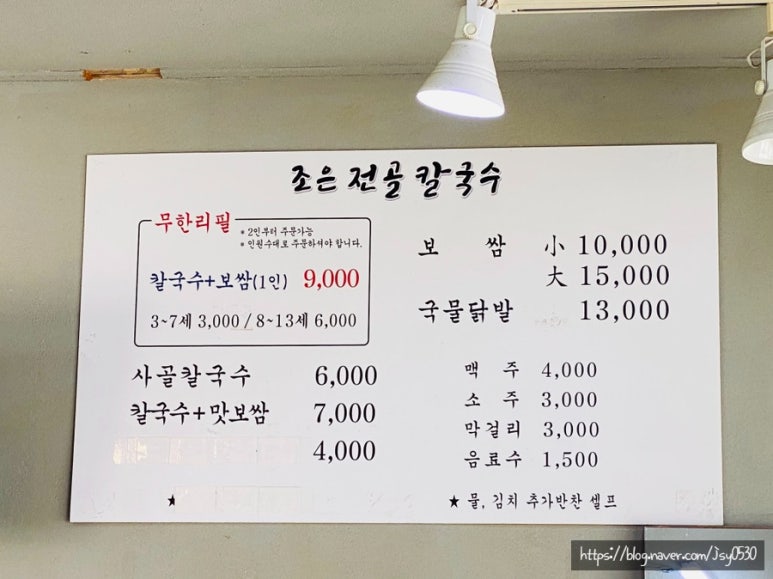 조은 전골 칼국수
무한리필
* 2인부터 주문가능
* 인원수대로 주문하셔야 합니다.
칼국수+보쌈(1인) 9,000
3~7세 3,000 / 8~13세 6,000
사골칼국수 6,000
칼국수+맛보쌈 7,000
4,000
★
보 쌈 小 10,000
大 15,000
국물닭발 13,000
맥 주 4,000
소 주 3,000
막걸리 3,000
음료수 1,500
★ 물, 김치 추가반찬 셀프
https://blog.naver.com/Jsy0530